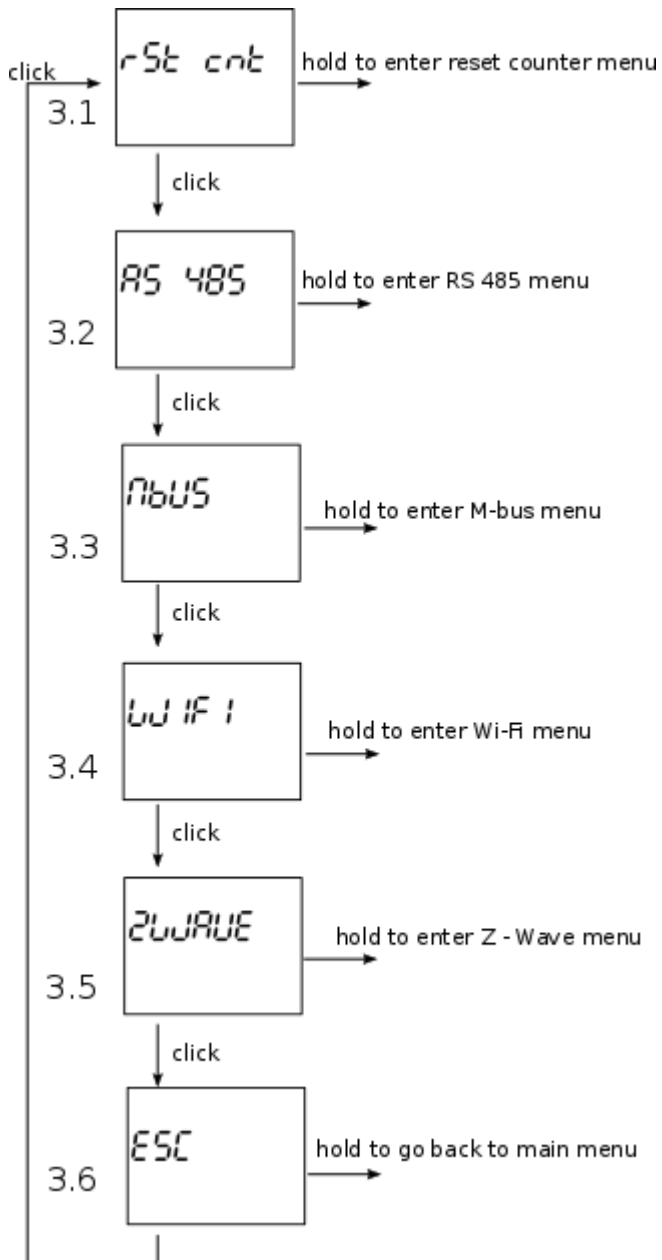 click
rSt cnt
hold to enter reset counter menu
3.1
click
RS 485
hold to enter RS 485 menu
3.2
click
MbUS
hold to enter M-bus menu
3.3
click
WIFI
hold to enter Wi-Fi menu
3.4
click
ZWAVE
hold to enter Z - Wave menu
3.5
click
ESC
hold to go back to main menu
3.6